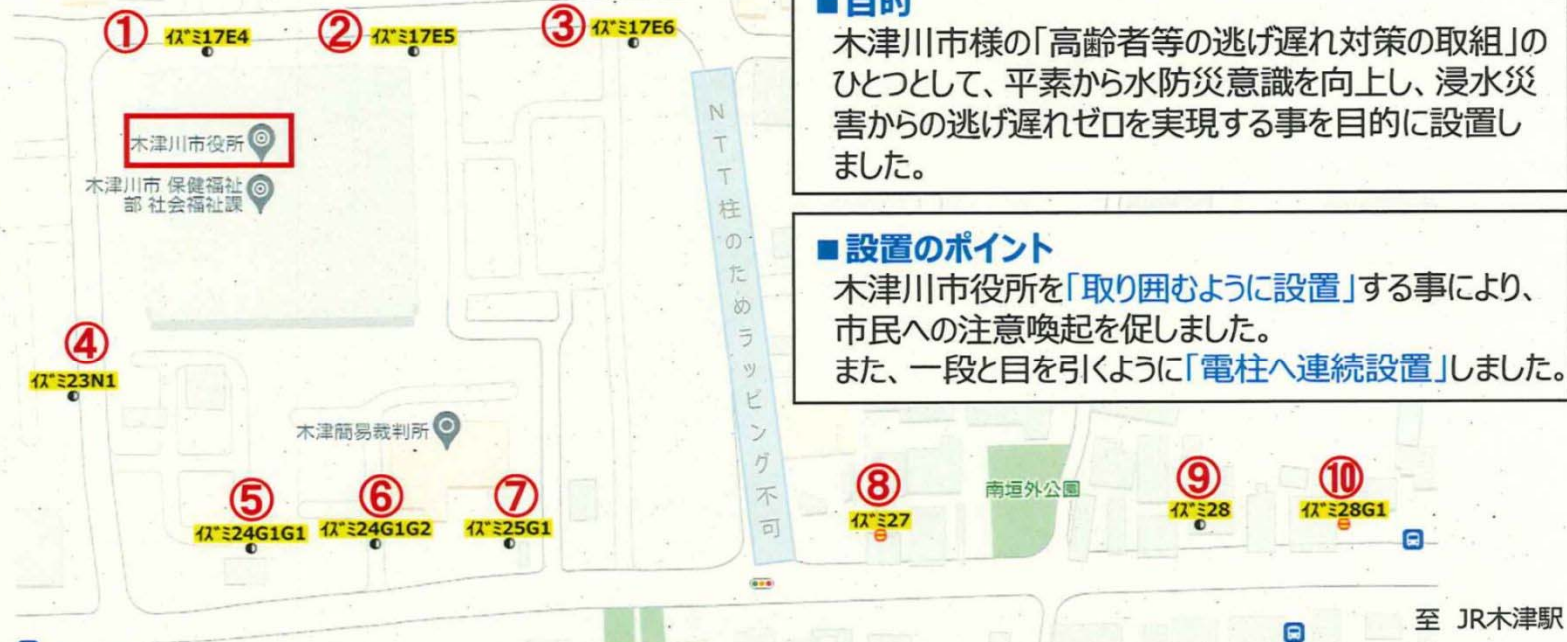 ① ｲｽﾞﾐ17E4
② ｲｽﾞﾐ17E5
③ ｲｽﾞﾐ17E6
木津川市役所
木津川市 保健福祉
部 社会福祉課
NTT柱のためラッピング不可
■目的
木津川市様の「高齢者等の逃げ遅れ対策の取組」の
ひとつとして、平素から水防災意識を向上し、浸水災
害からの逃げ遅れゼロを実現する事を目的に設置し
ました。
■設置のポイント
木津川市役所を「取り囲むように設置」する事により、
市民への注意喚起を促しました。
また、一段と目を引くように「電柱へ連続設置」しました。
④
ｲｽﾞﾐ23N1
木津簡易裁判所
⑤
ｲｽﾞﾐ24G1G1
⑥
ｲｽﾞﾐ24G1G2
⑦
ｲｽﾞﾐ25G1
⑧
ｲｽﾞﾐ27
南垣外公園
⑨
ｲｽﾞﾐ28
⑩
ｲｽﾞﾐ28G1
至 JR木津駅